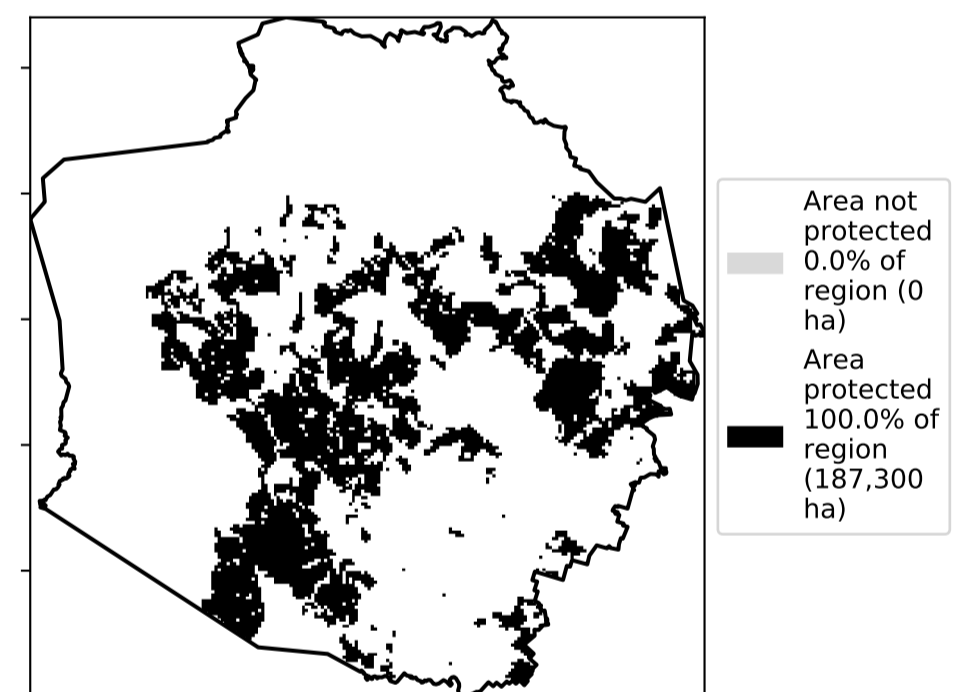 Area not
protected
0.0% of
region (0
ha)
Area
protected
100.0% of
region
(187,300
ha)